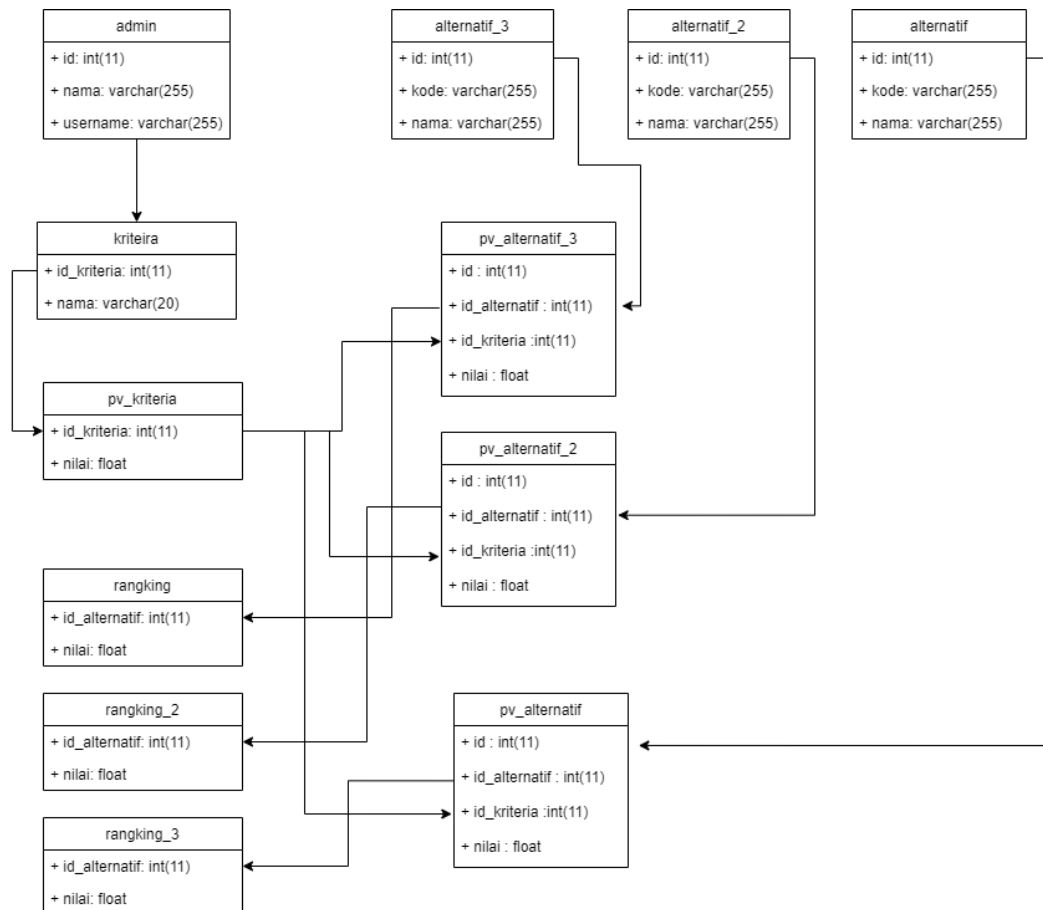 admin
+ id: int(11)
+ nama: varchar(255)
+ username: varchar(255)
alternatif_3
+ id: int(11)
+ kode: varchar(255)
+ nama: varchar(255)
alternatif_2
+ id: int(11)
+ kode: varchar(255)
+ nama: varchar(255)
alternatif
+ id: int(11)
+ kode: varchar(255)
+ nama: varchar(255)
kriteira
+ id_kriteria: int(11)
+ nama: varchar(20)
pv_alternatif_3
+ id : int(11)
+ id_alternatif : int(11)
+ id_kriteria :int(11)
+ nilai : float
pv_kriteria
+ id_kriteria: int(11)
+ nilai: float
pv_alternatif_2
+ id : int(11)
+ id_alternatif : int(11)
+ id_kriteria :int(11)
+ nilai : float
rangking
+ id_alternatif: int(11)
+ nilai: float
rangking_2
+ id_alternatif: int(11)
+ nilai: float
pv_alternatif
+ id : int(11)
+ id_alternatif : int(11)
+ id_kriteria :int(11)
+ nilai : float
rangking_3
+ id_alternatif: int(11)
+ nilai: float